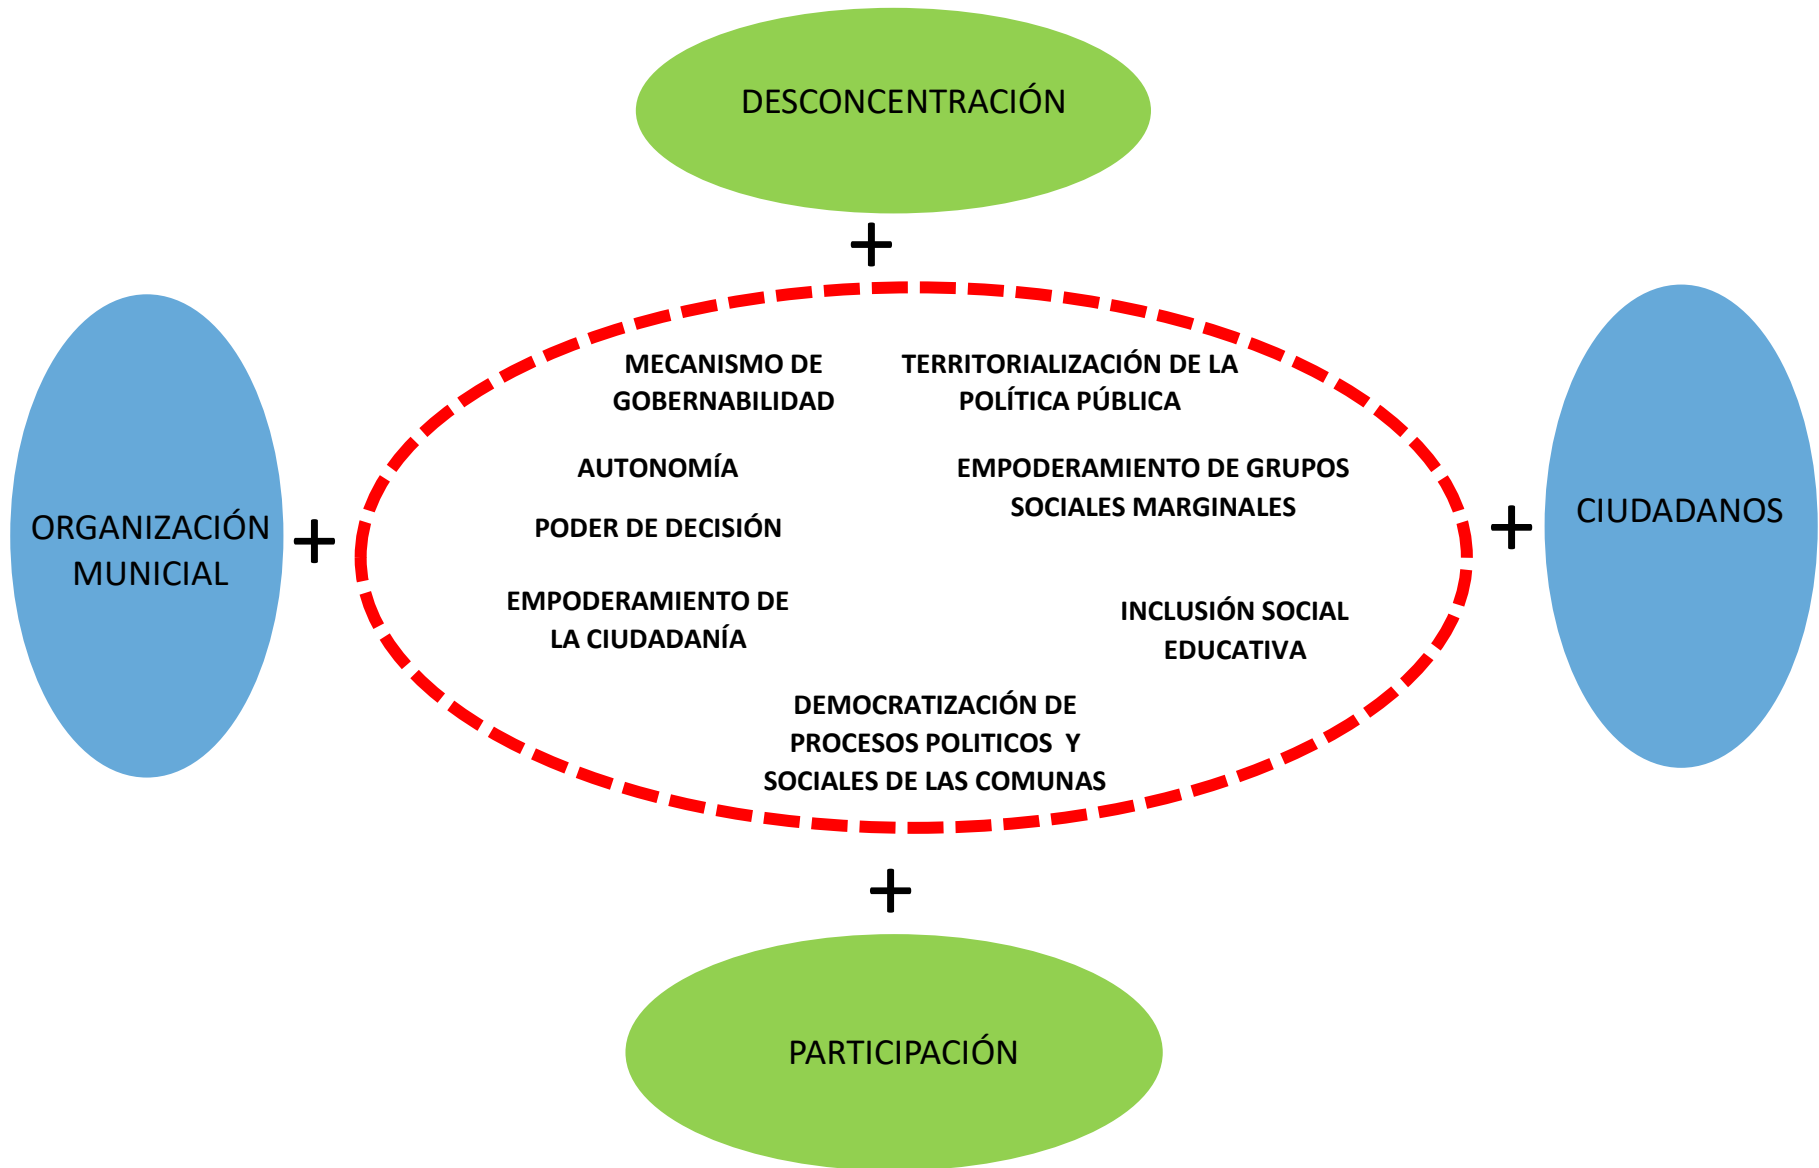 DESCONCENTRACIÓN
+
MECANISMO DE
GOBERNABILIDAD
TERRITORIALIZACIÓN DE LA
POLÍTICA PÚBLICA
AUTONOMÍA
EMPODERAMIENTO DE GRUPOS
SOCIALES MARGINALES
PODER DE DECISIÓN
ORGANIZACIÓN
MUNICIAL
+
+
CIUDADANOS
EMPODERAMIENTO DE
LA CIUDADANÍA
INCLUSIÓN SOCIAL
EDUCATIVA
DEMOCRATIZACIÓN DE
PROCESOS POLITICOS  Y
SOCIALES DE LAS COMUNAS
+
PARTICIPACIÓN